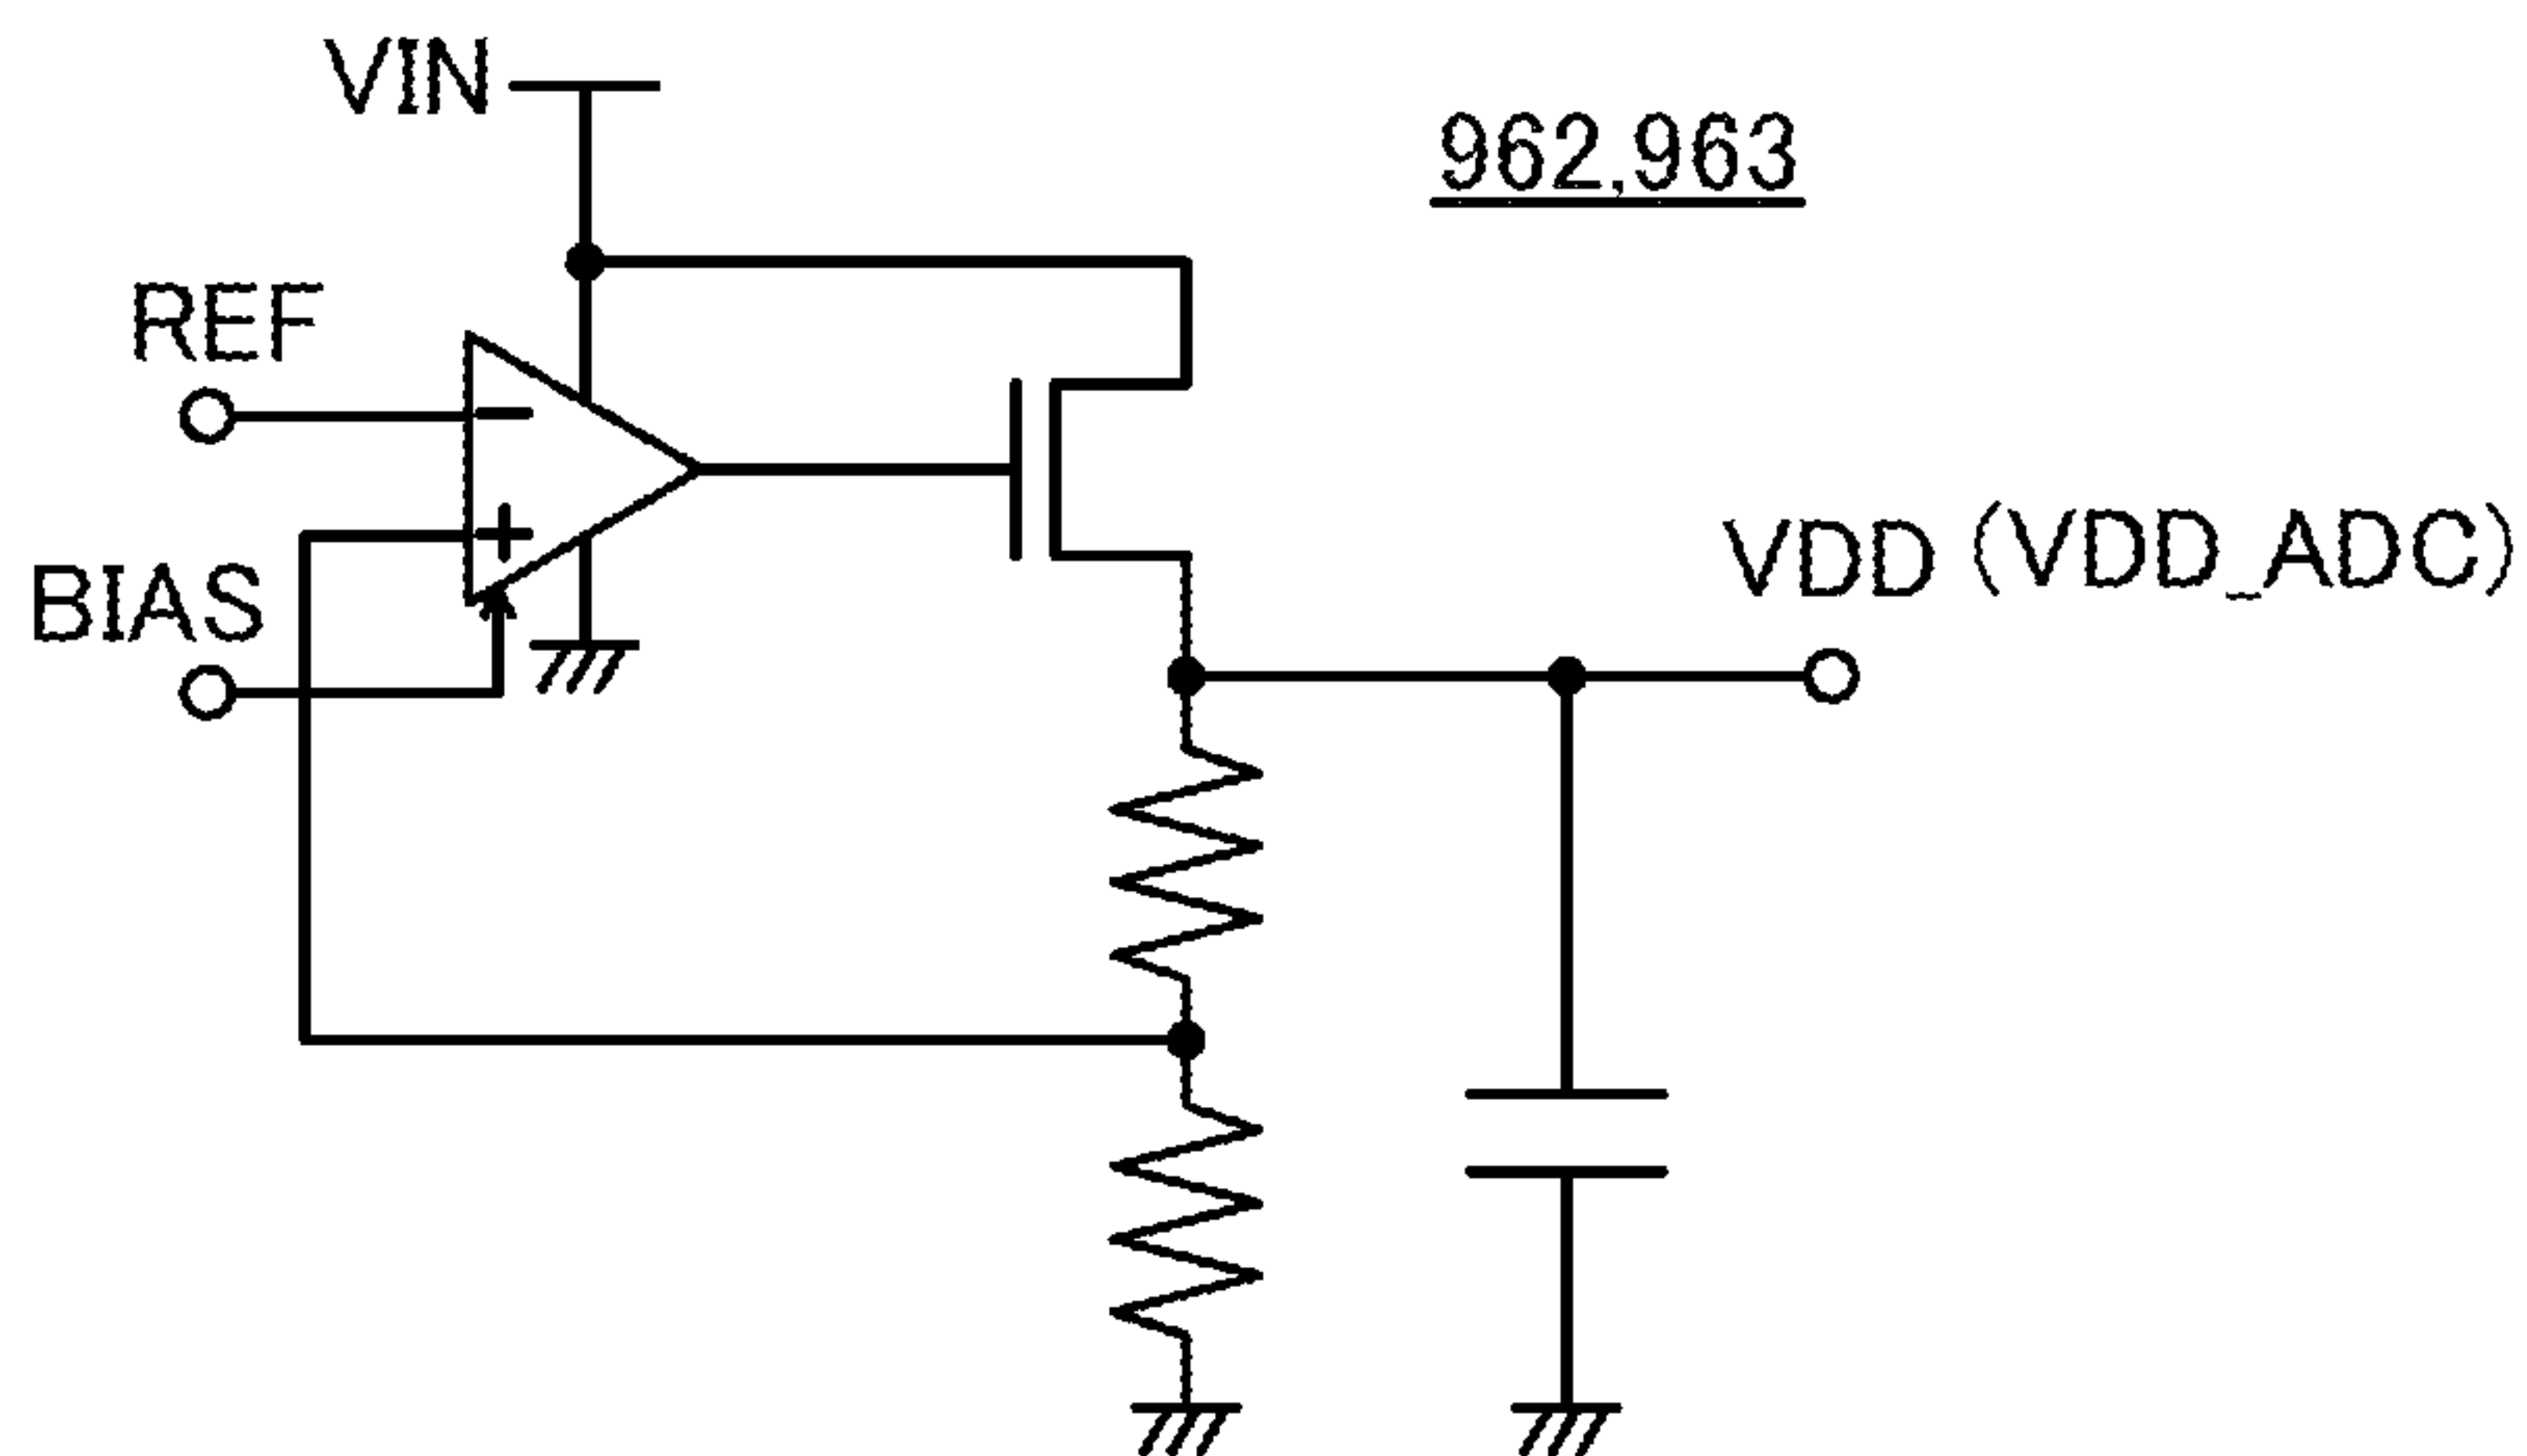 VIN
962,963
REF
−
+
BIAS
VDD (VDD_ADC)